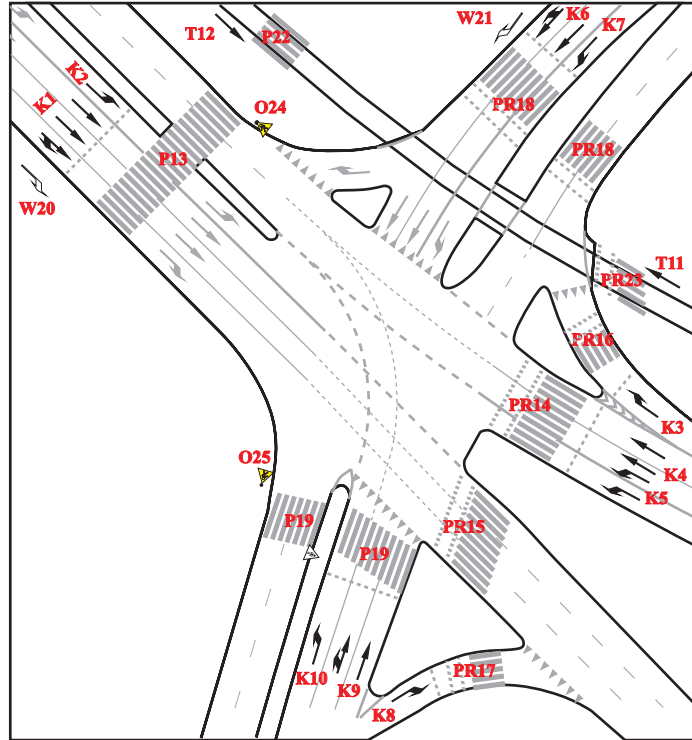 W21
K6
K7
T12
P22
K2
K1
O24
PR18
P13
PR18
W20
T11
PR23
PR16
PR14
K3
K4
O25
K5
P19
PR15
P19
PR17
K10
K9
K8